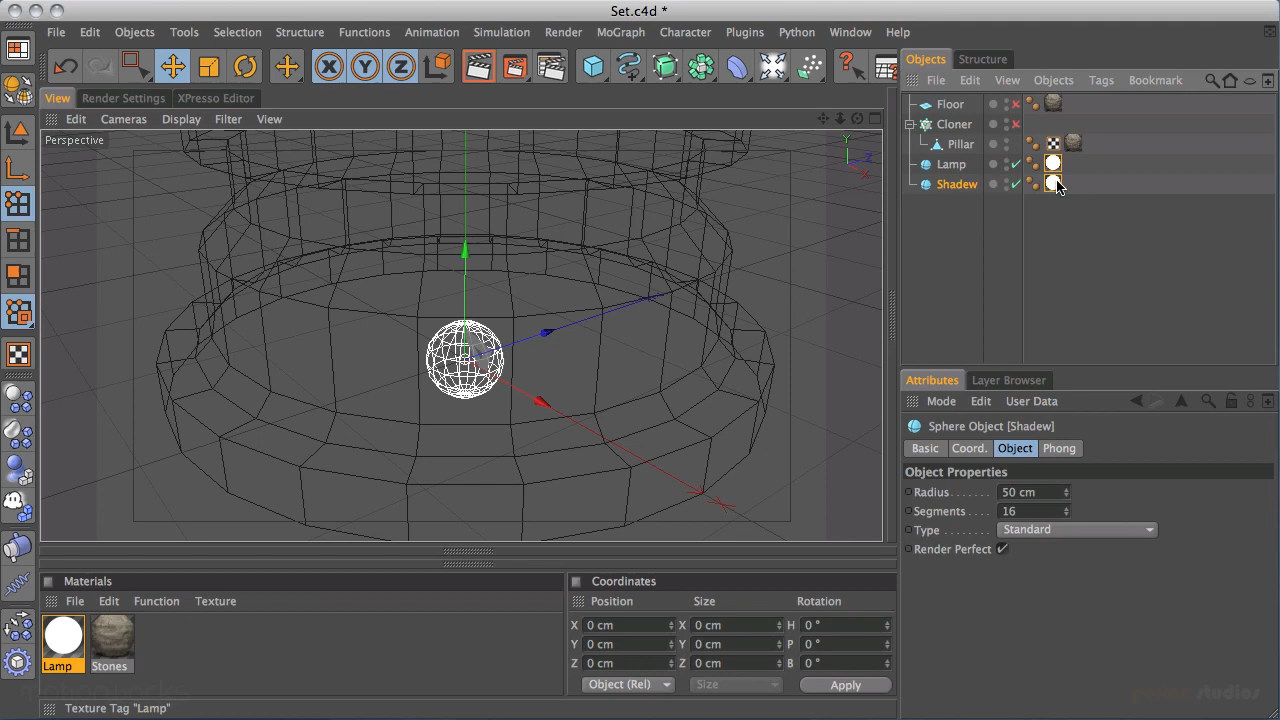 Set.c4d *
File Edit Objects Tools Selection Structure Functions Animation Simulation Render MoGraph Character Plugins Python Window Help
View Render Settings XPresso Editor
Edit Cameras Display Filter View
Perspective
Y
Z
X
Objects Structure
File Edit View Objects Tags Bookmark
Floor
Cloner
Pillar
Lamp
Shadew
Attributes Layer Browser
Mode Edit User Data
Sphere Object [Shadew]
Basic Coord. Object Phong
Object Properties
Radius . . . . . . . 50 cm
Segments . . . . 16
Type . . . . . . . . Standard
Render Perfect
Materials
File Edit Function Texture
Lamp Stones
Coordinates
Position Size Rotation
X 0 cm X 0 cm H 0 °
Y 0 cm Y 0 cm P 0 °
Z 0 cm Z 0 cm B 0 °
Object (Rel) Size Apply
Texture Tag "Lamp"
studios